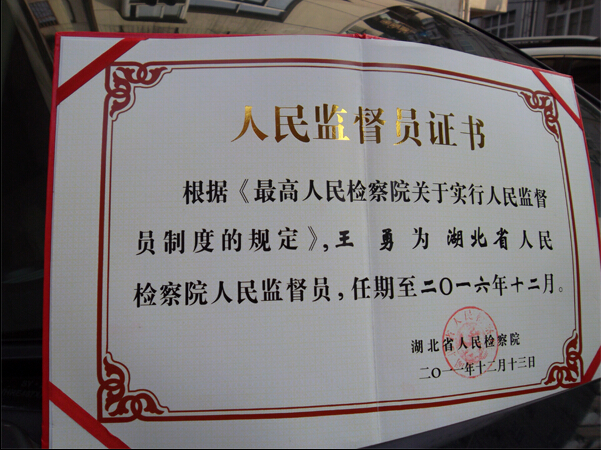 人民监督员证书
根据《最高人民检察院关于实行人民监督
员制度的规定》,王 勇为 湖北省人民
检察院人民监督员,任期至二〇一六年十二月。
湖北省人民检察院
二〇一一年十二月十三日